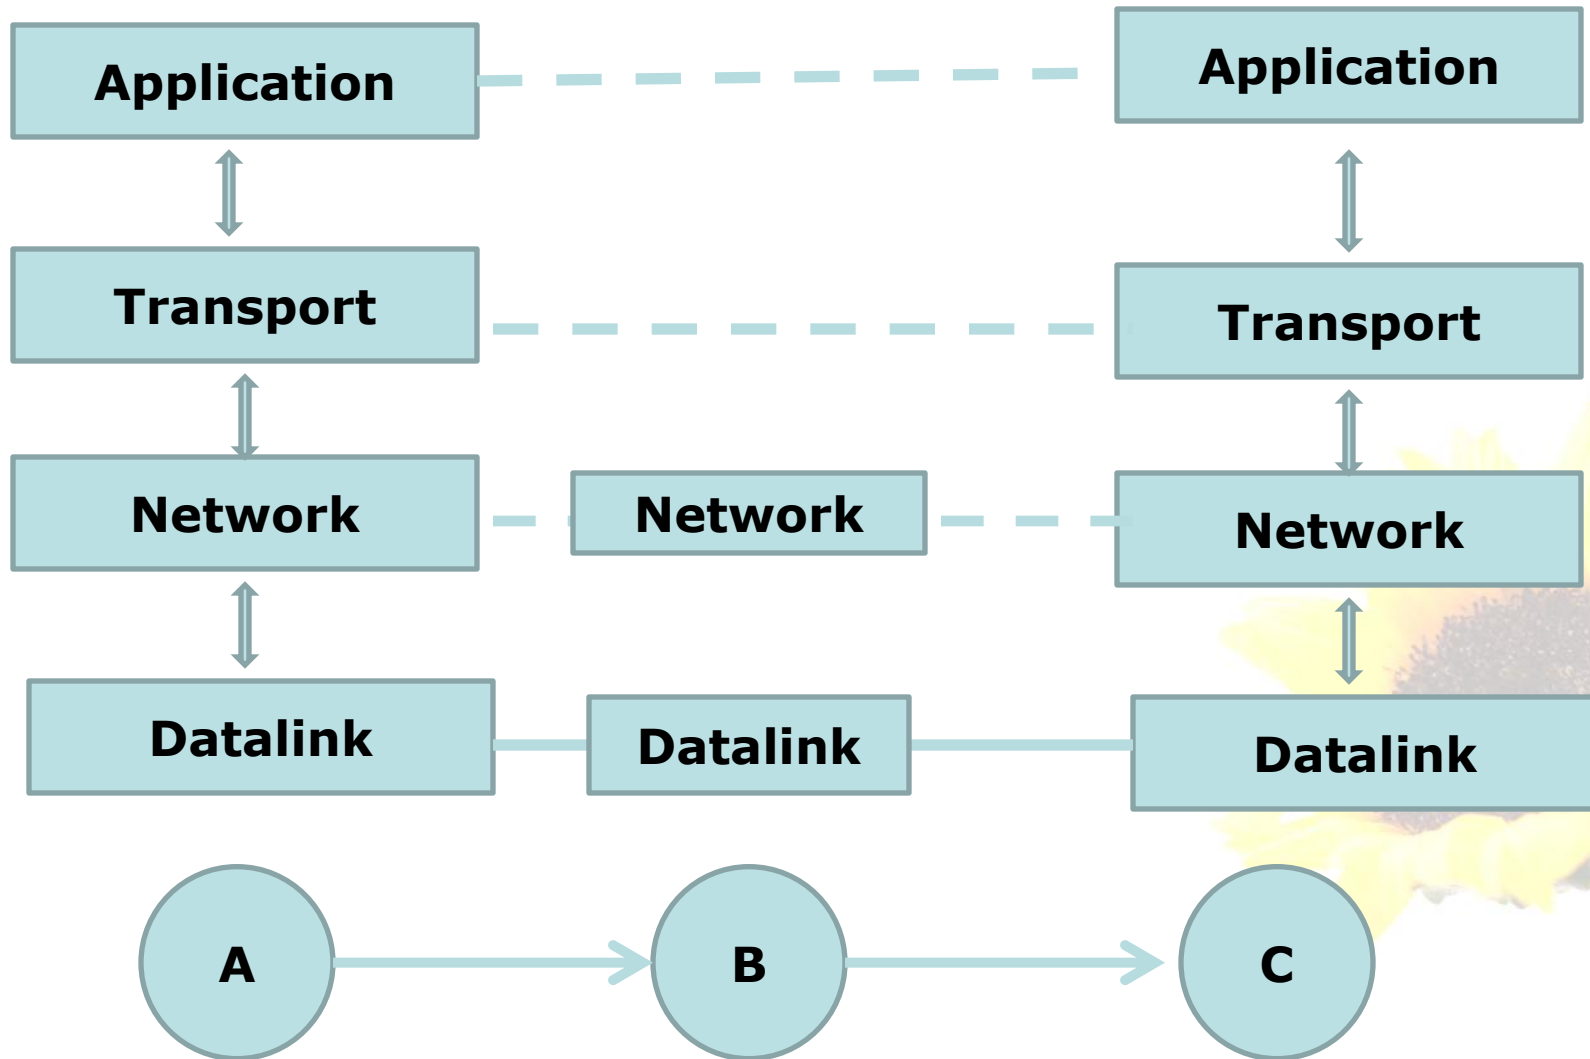 Application
Application
Transport
Transport
Network
Network
Network
Datalink
Datalink
Datalink
A
B
C